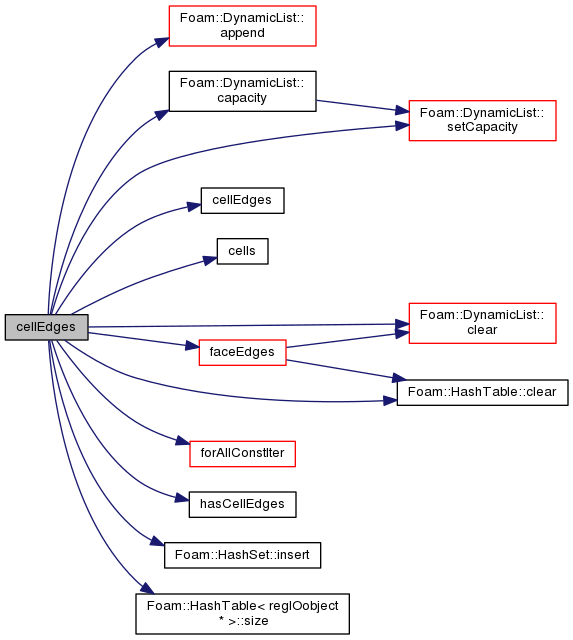 Foam::DynamicList::
append
Foam::DynamicList::
capacity
Foam::DynamicList::
setCapacity
cellEdges
cells
cellEdges
Foam::DynamicList::
clear
faceEdges
Foam::HashTable::clear
forAllConstIter
hasCellEdges
Foam::HashSet::insert
Foam::HashTable< regIOobject
* >::size